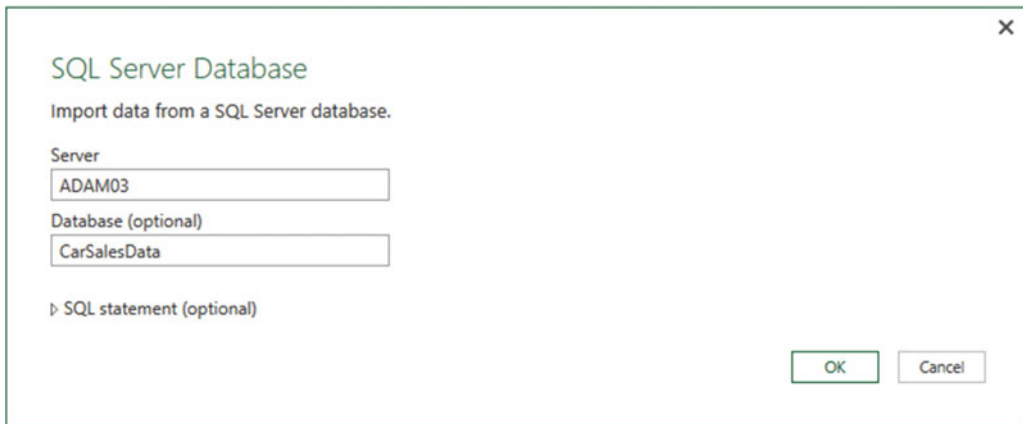 SQL Server Database
Import data from a SQL Server database.
Server
ADAM03
Database (optional)
CarSalesData
SQL statement (optional)
OK Cancel